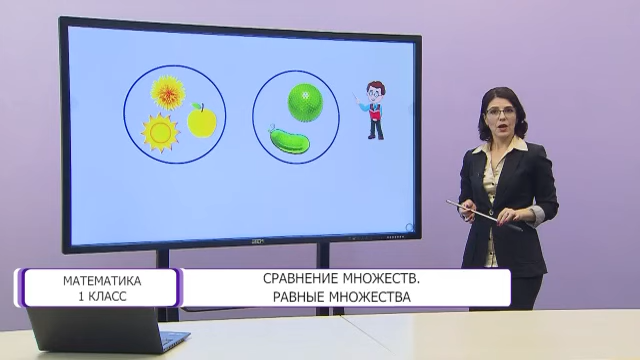 МАТЕМАТИКА
1 КЛАСС
СРАВНЕНИЕ МНОЖЕСТВ.
РАВНЫЕ МНОЖЕСТВА